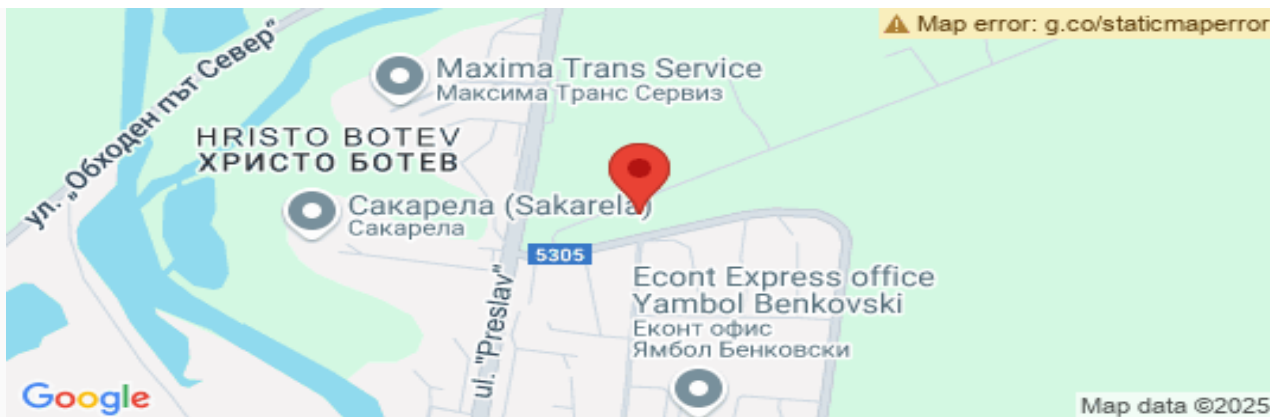 Map error: g.co/staticmaperror
ул. „Обходен път Север“
Maxima Trans Service
Максима Транс Сервиз
HRISTO BOTEV
ХРИСТО БОТЕВ
Сакарела (Sakarela)
Сакарела
5305
ul. "Preslav"
Econt Express office
Yambol Benkovski
Еконт офис
Ямбол Бенковски
Google
Map data ©2025